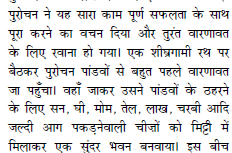 पुरोचन ने यह सारा काम पूर्ण सफलता के साथ
पूरा करने का वचन दिया और तुरंत वारणावत
के लिए रवाना हो गया। एक शीघ्रगामी रथ पर
बैठकर पुरोचन पांडवों से बहुत पहले वारणावत
जा पहुँचा। वहाँ जाकर उसने पांडवों के ठहरने
के लिए सन, घी, मोम, तेल, लाख, चरबी आदि
जल्दी आग पकड़नेवाली चीज़ों को मिट्टी में
मिलाकर एक सुंदर भवन बनवाया। इस बीच